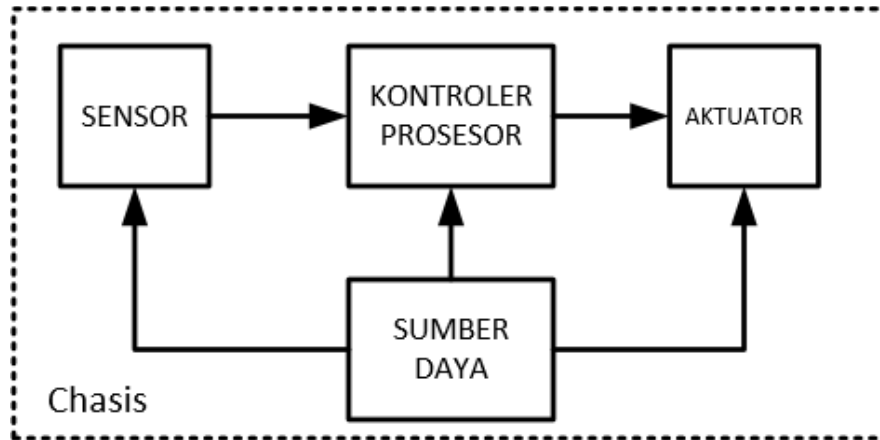 SENSOR
KONTROLER
PROSESOR
AKTUATOR
SUMBER
DAYA
Chasis